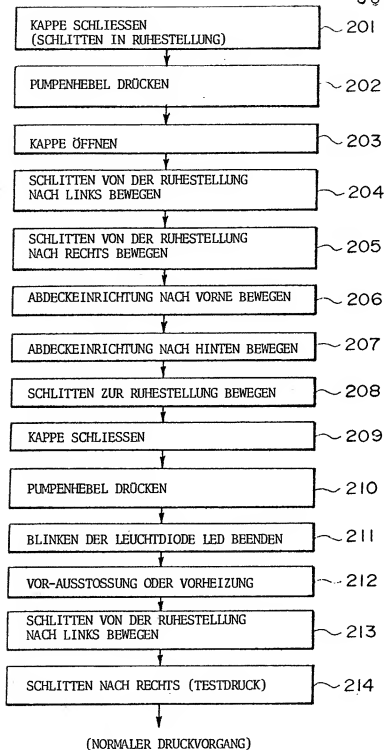 KAPPE SCHLIESSEN
(SCHLITTEN IN RUHESTELLUNG)
201
PUMPENHEBEL DRÜCKEN
202
KAPPE ÖFFNEN
203
SCHLITTEN VON DER RUHESTELLUNG
NACH LINKS BEWEGEN
204
SCHLITTEN VON DER RUHESTELLUNG
NACH RECHTS BEWEGEN
205
ABDECKEINRICHTUNG NACH VORNE BEWEGEN
206
ABDECKEINRICHTUNG NACH HINTEN BEWEGEN
207
SCHLITTEN ZUR RUHESTELLUNG BEWEGEN
208
KAPPE SCHLIESSEN
209
PUMPENHEBEL DRÜCKEN
210
BLINKEN DER LEUCHTDIODE LED BEENDEN
211
VOR-AUSSTOSSUNG ODER VORHEIZUNG
212
SCHLITTEN VON DER RUHESTELLUNG
NACH LINKS BEWEGEN
213
SCHLITTEN NACH RECHTS (TESTDRUCK)
214
(NORMALER DRUCKVORGANG)